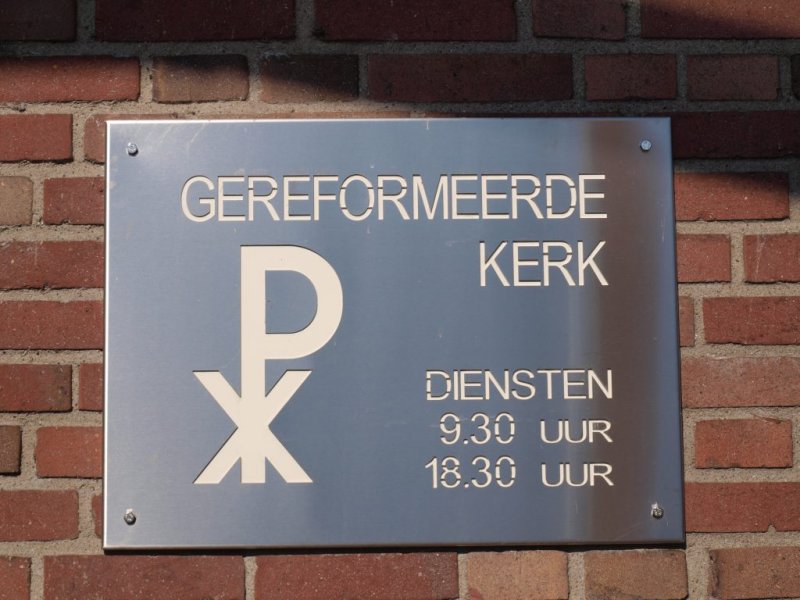 GEREFORMEERDE
KERK
DIENSTEN
9.30 UUR
18.30 UUR